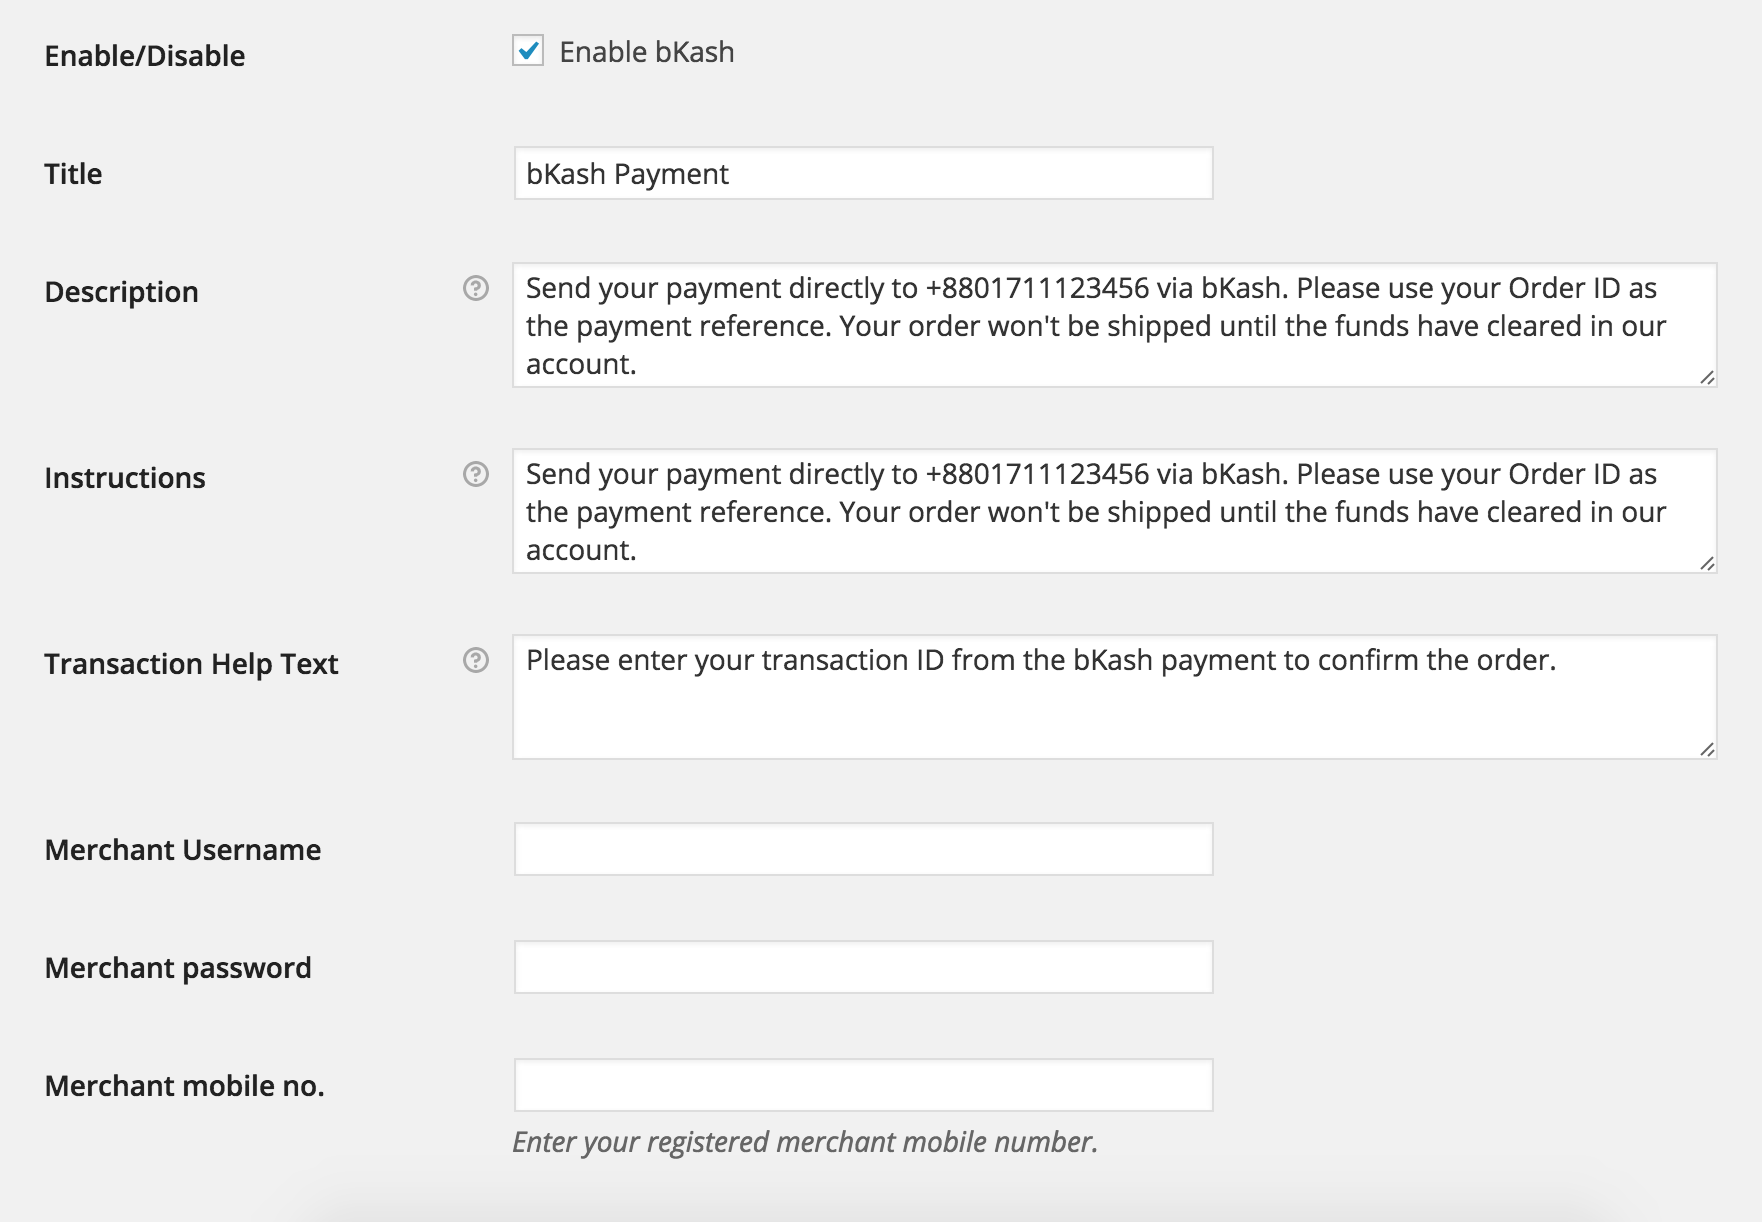 Enable/Disable
Enable bKash
Title
bKash Payment
Description
Send your payment directly to +8801711123456 via bKash. Please use your Order ID as
the payment reference. Your order won't be shipped until the funds have cleared in our
account.
Instructions
Send your payment directly to +8801711123456 via bKash. Please use your Order ID as
the payment reference. Your order won't be shipped until the funds have cleared in our
account.
Transaction Help Text
Please enter your transaction ID from the bKash payment to confirm the order.
Merchant Username
Merchant password
Merchant mobile no.
Enter your registered merchant mobile number.